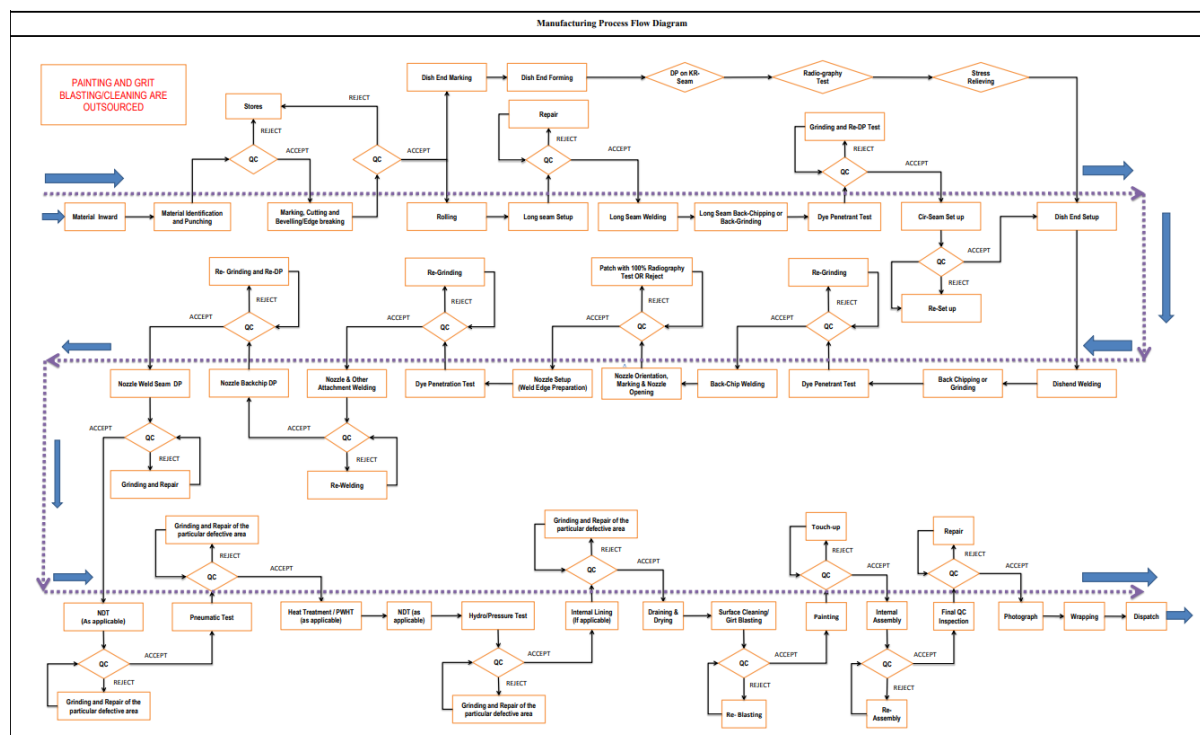 Manufacturing Process Flow Diagram
PAINTING AND GRIT
BLASTING/CLEANING ARE
OUTSOURCED
Dish End Marking
Dish End Forming
DP on KR-
Seam
Radio-graphy
Test
Stress
Relieving
Stores
REJECT
REJECT
QC
ACCEPT
QC
ACCEPT
Repair
REJECT
QC
ACCEPT
Grinding and Re-DP Test
REJECT
QC
ACCEPT
Material Inward
Material Identification
and Punching
Marking, Cutting and
Bevelling/Edge breaking
Rolling
Long seam Setup
Long Seam Welding
Long Seam Back-Chipping or
Back-Grinding
Dye Penetrant Test
Cir-Seam Set up
Dish End Setup
QC
ACCEPT
REJECT
Re-Set up
Re- Grinding and Re-DP
REJECT
ACCEPT
QC
Re-Grinding
REJECT
ACCEPT
QC
Patch with 100% Radiography
Test OR Reject
REJECT
ACCEPT
QC
Re-Grinding
REJECT
ACCEPT
QC
Nozzle Weld Seam DP
Nozzle Backchip DP
Nozzle & Other
Attachment Welding
Dye Penetration Test
Nozzle Setup
(Weld Edge Preparation)
Nozzle Orientation,
Marking & Nozzle
Opening
Back-Chip Welding
Dye Penetrant Test
Back Chipping or
Grinding
Dishend Welding
ACCEPT
QC
REJECT
Grinding and Repair
ACCEPT
QC
REJECT
Re-Welding
Grinding and Repair of the
particular defective area
REJECT
QC
ACCEPT
Grinding and Repair of the
particular defective area
REJECT
QC
ACCEPT
Touch-up
REJECT
QC
ACCEPT
Repair
REJECT
QC
ACCEPT
NDT
(As applicable)
Pneumatic Test
Heat Treatment / PWHT
(as applicable)
NDT (as
applicable)
Hydro/Pressure Test
Internal Lining
(If applicable)
Draining &
Drying
Surface Cleaning/
Girt Blasting
Painting
Internal
Assembly
Final QC
Inspection
Photograph
Wrapping
Dispatch
QC
ACCEPT
REJECT
Grinding and Repair of the
particular defective area
QC
ACCEPT
REJECT
Grinding and Repair of the
particular defective area
QC
ACCEPT
REJECT
Re- Blasting
QC
ACCEPT
REJECT
Re-
Assembly